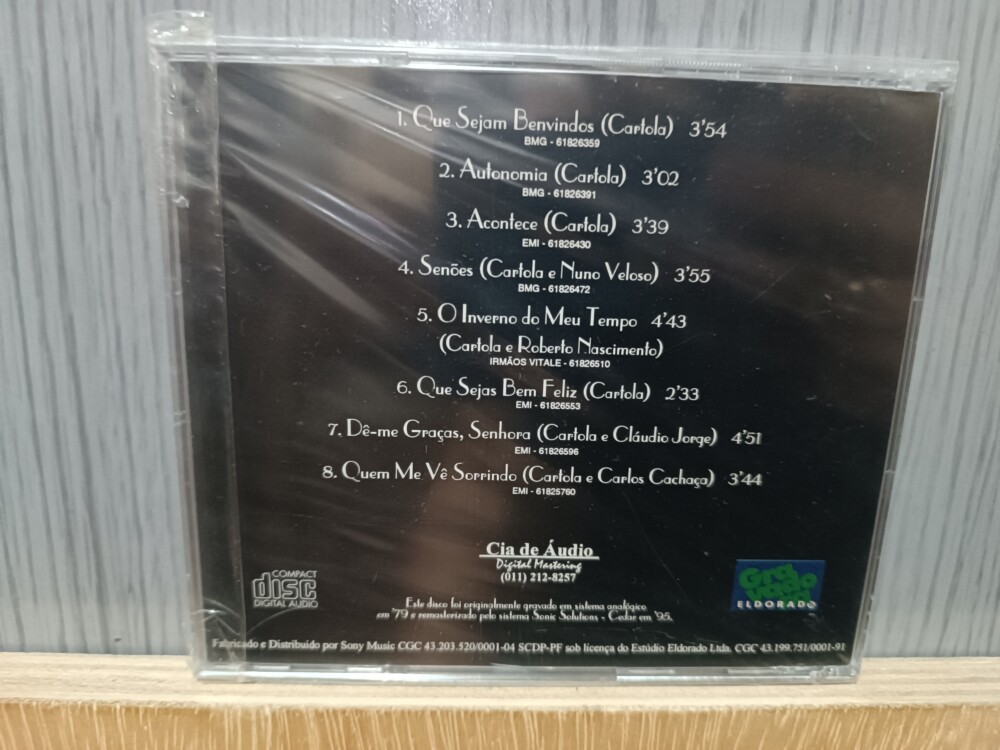 1. Que Sejam Benvindos (Cartola) 3'54
BMG - 61826359
2. Autonomia (Cartola) 3'02
BMG - 61826391
3. Acontece (Cartola) 3'39
EMI - 61826430
4. Senões (Cartola e Nuno Veloso) 3'55
BMG - 61826472
5. O Inverno do Meu Tempo 4'43
(Cartola e Roberto Nascimento)
IRMÃOS VITALE - 61826510
6. Que Sejas Bem Feliz (Cartola) 2'33
EMI - 61826553
7. Dê-me Graças, Senhora (Cartola e Cláudio Jorge) 4'51
EMI - 61826596
8. Quem Me Vê Sorrindo (Cartola e Carlos Cachaça) 3'44
EMI - 61825760
Cia de Áudio
Digital Mastering
(011) 212-8257
COMPACT
disc
DIGITAL AUDIO
ELDORADO
Este disco foi originalmente gravado em sistema analógico
em '79 e remasterizado pelo sistema Sonic Solutions - Cedar em '95.
Fabricado e Distribuido por Sony Music CGC 43.203.520/0001-04 SCDP-PF sob licença do Estúdio Eldorado Ltda. CGC 43.199.751/0001-91